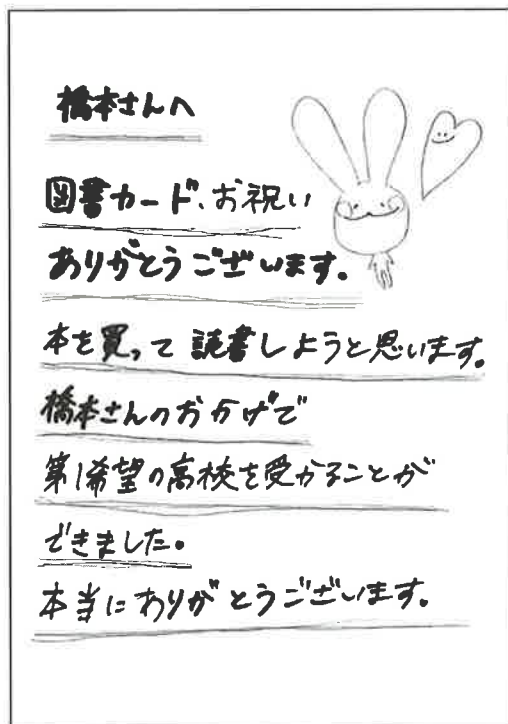 橋本さんへ
図書カード、お祝い
ありがとうございます。
本を買って読書しようと思います。
橋本さんのおかげで
第1希望の高校を受かることが
できました。
本当にありがとうございます。